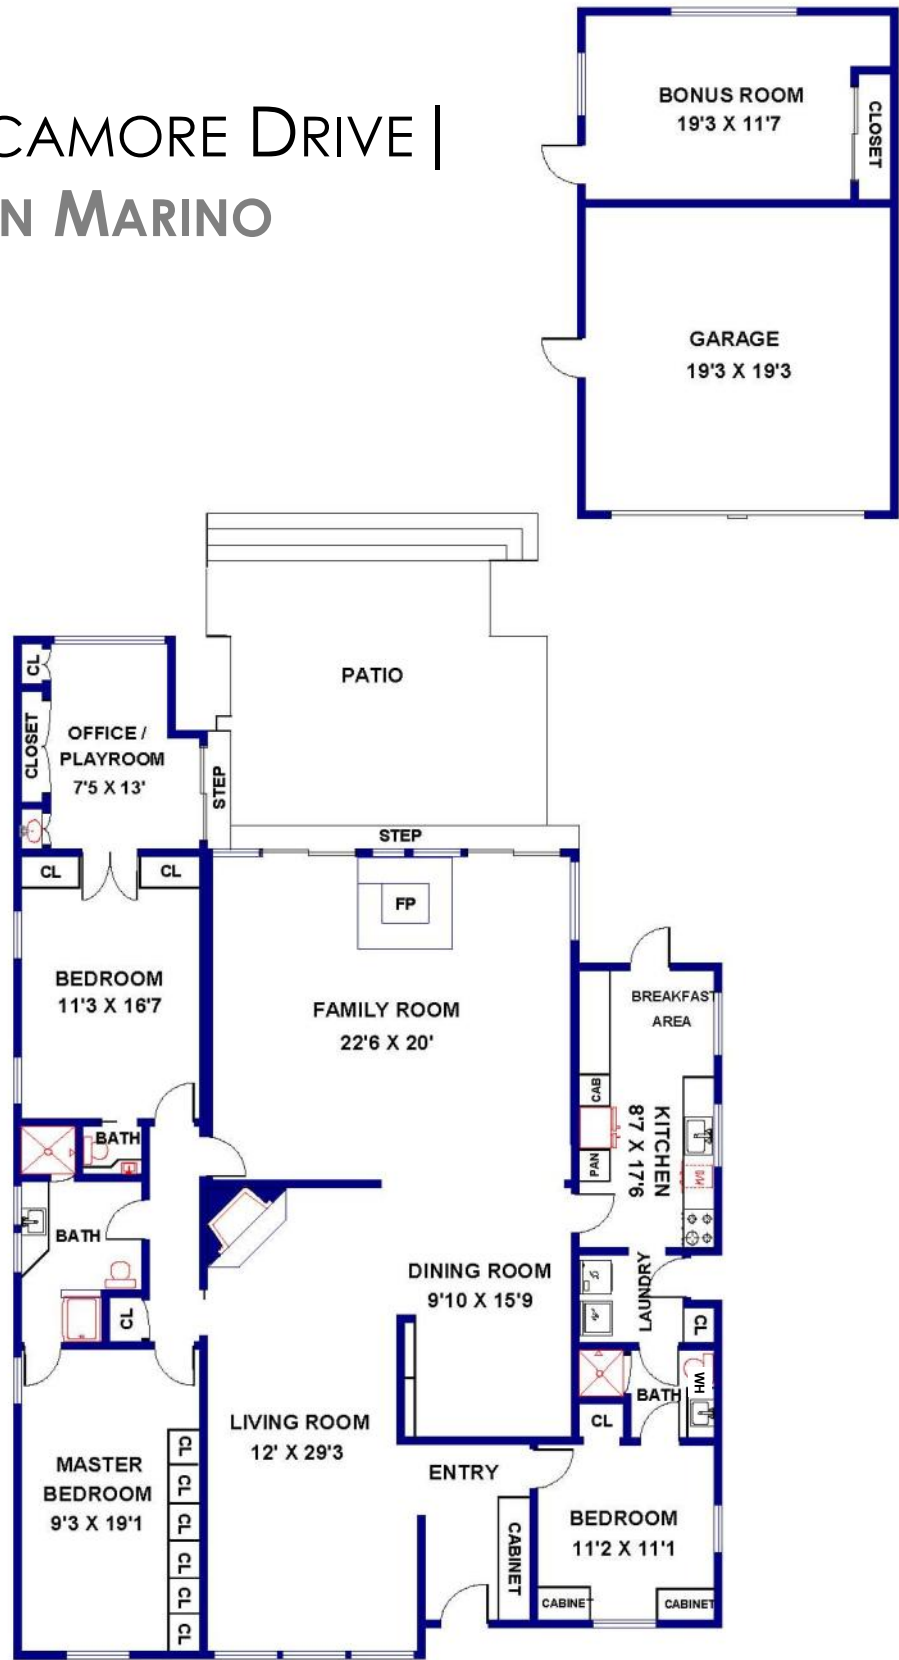 CAMORE DRIVE|
N MARINO
BONUS ROOM
19'3 X 11'7
CLOSET
GARAGE
19'3 X 19'3
PATIO
CL
CLOSET
OFFICE /
PLAYROOM
7'5 X 13'
STEP
STEP
CL
CL
FP
BEDROOM
11'3 X 16'7
FAMILY ROOM
22'6 X 20'
BREAKFAST
AREA
CAB
KITCHEN
8'7 X 17'6
PAN
D/W
BATH
BATH
CL
DINING ROOM
9'10 X 15'9
LAUNDRY
CL
BATH
WH
CL
LIVING ROOM
12' X 29'3
MASTER
BEDROOM
9'3 X 19'1
CL
CL
CL
CL
CL
CL
ENTRY
CABINET
BEDROOM
11'2 X 11'1
CABINET
CABINET